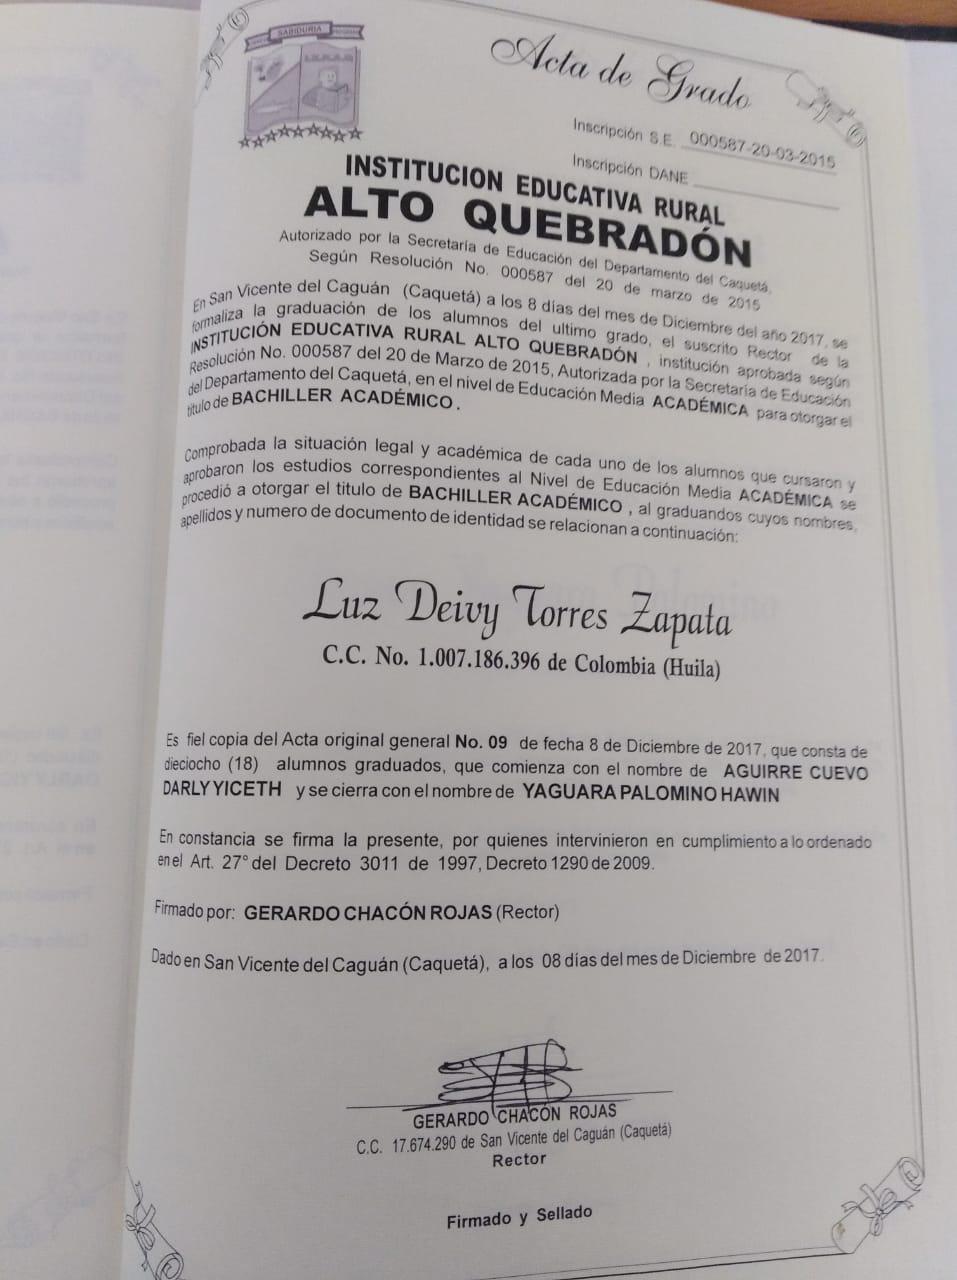 SABIDURIA
Acta de Grado
Inscripción S.E. 000587-20-03-2015
Inscripción DANE
INSTITUCION EDUCATIVA RURAL
ALTO QUEBRADÓN
Autorizado por la Secretaría de Educación del Departamento del Caquetá,
Según Resolución No. 000587 del 20 de marzo de 2015
En San Vicente del Caguán (Caquetá) a los 8 días del mes de Diciembre del año 2017, se
formaliza la graduación de los alumnos del ultimo grado, el suscrito Rector de la
INSTITUCIÓN EDUCATIVA RURAL ALTO QUEBRADÓN , institución aprobada según
Resolución No. 000587 del 20 de Marzo de 2015, Autorizada por la Secretaría de Educación
del Departamento del Caquetá, en el nivel de Educación Media ACADÉMICA para otorgar el
titulo de BACHILLER ACADÉMICO .
Comprobada la situación legal y académica de cada uno de los alumnos que cursaron y
aprobaron los estudios correspondientes al Nivel de Educación Media ACADÉMICA se
procedió a otorgar el titulo de BACHILLER ACADÉMICO , al graduandos cuyos nombres,
apellidos y numero de documento de identidad se relacionan a continuación:
Luz Deivy Torres Zapata
C.C. No. 1.007.186.396 de Colombia (Huila)
Es fiel copia del Acta original general No. 09 de fecha 8 de Diciembre de 2017, que consta de
dieciocho (18) alumnos graduados, que comienza con el nombre de AGUIRRE CUEVO
DARLY YICETH y se cierra con el nombre de YAGUARA PALOMINO HAWIN
En constancia se firma la presente, por quienes intervinieron en cumplimiento a lo ordenado
en el Art. 27° del Decreto 3011 de 1997, Decreto 1290 de 2009.
Firmado por: GERARDO CHACÓN ROJAS (Rector)
Dado en San Vicente del Caguán (Caquetá), a los 08 días del mes de Diciembre de 2017.
GERARDO CHACÓN ROJAS
C.C. 17.674.290 de San Vicente del Caguán (Caquetá)
Rector
Firmado y Sellado